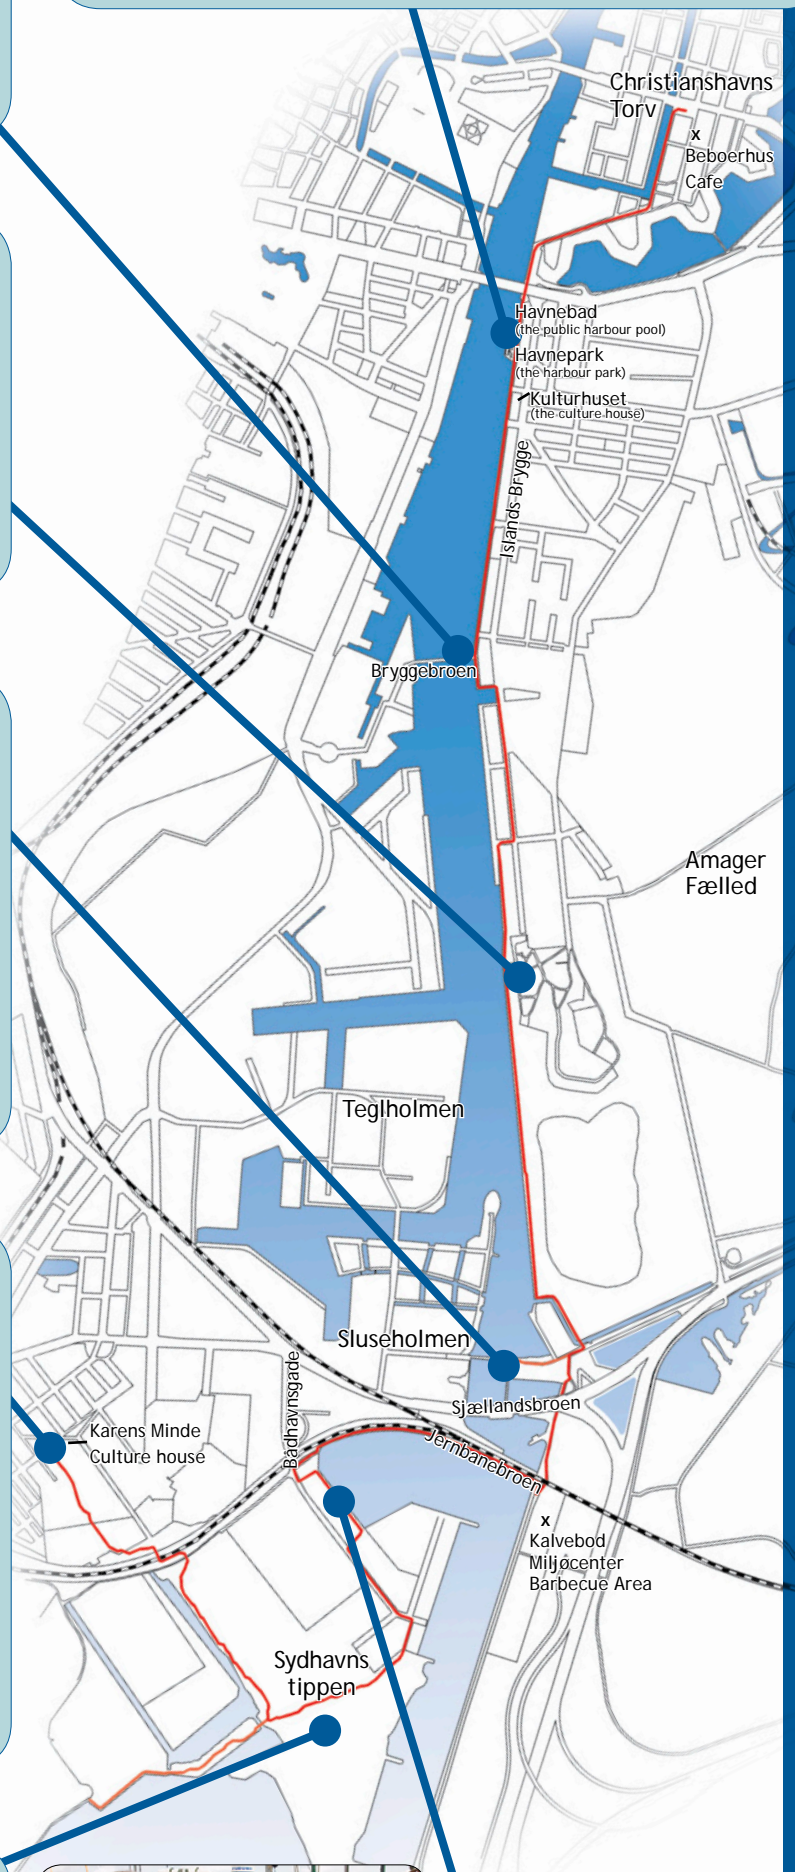 Christianshavns
Torv
x
Beboerhus
Cafe
Havnebad
(the public harbour pool)
Havnepark
(the harbour park)
Kulturhuset
(the culture house)
Islands Brygge
Bryggebroen
Amager
Fælled
Teglholmen
Sluseholmen
Sjællandsbroen
Bådhavnsgade
Jernbanebroen
Karens Minde
Culture house
x
Kalvebod
Miljøcenter
Barbecue Area
Sydhavns
tippen